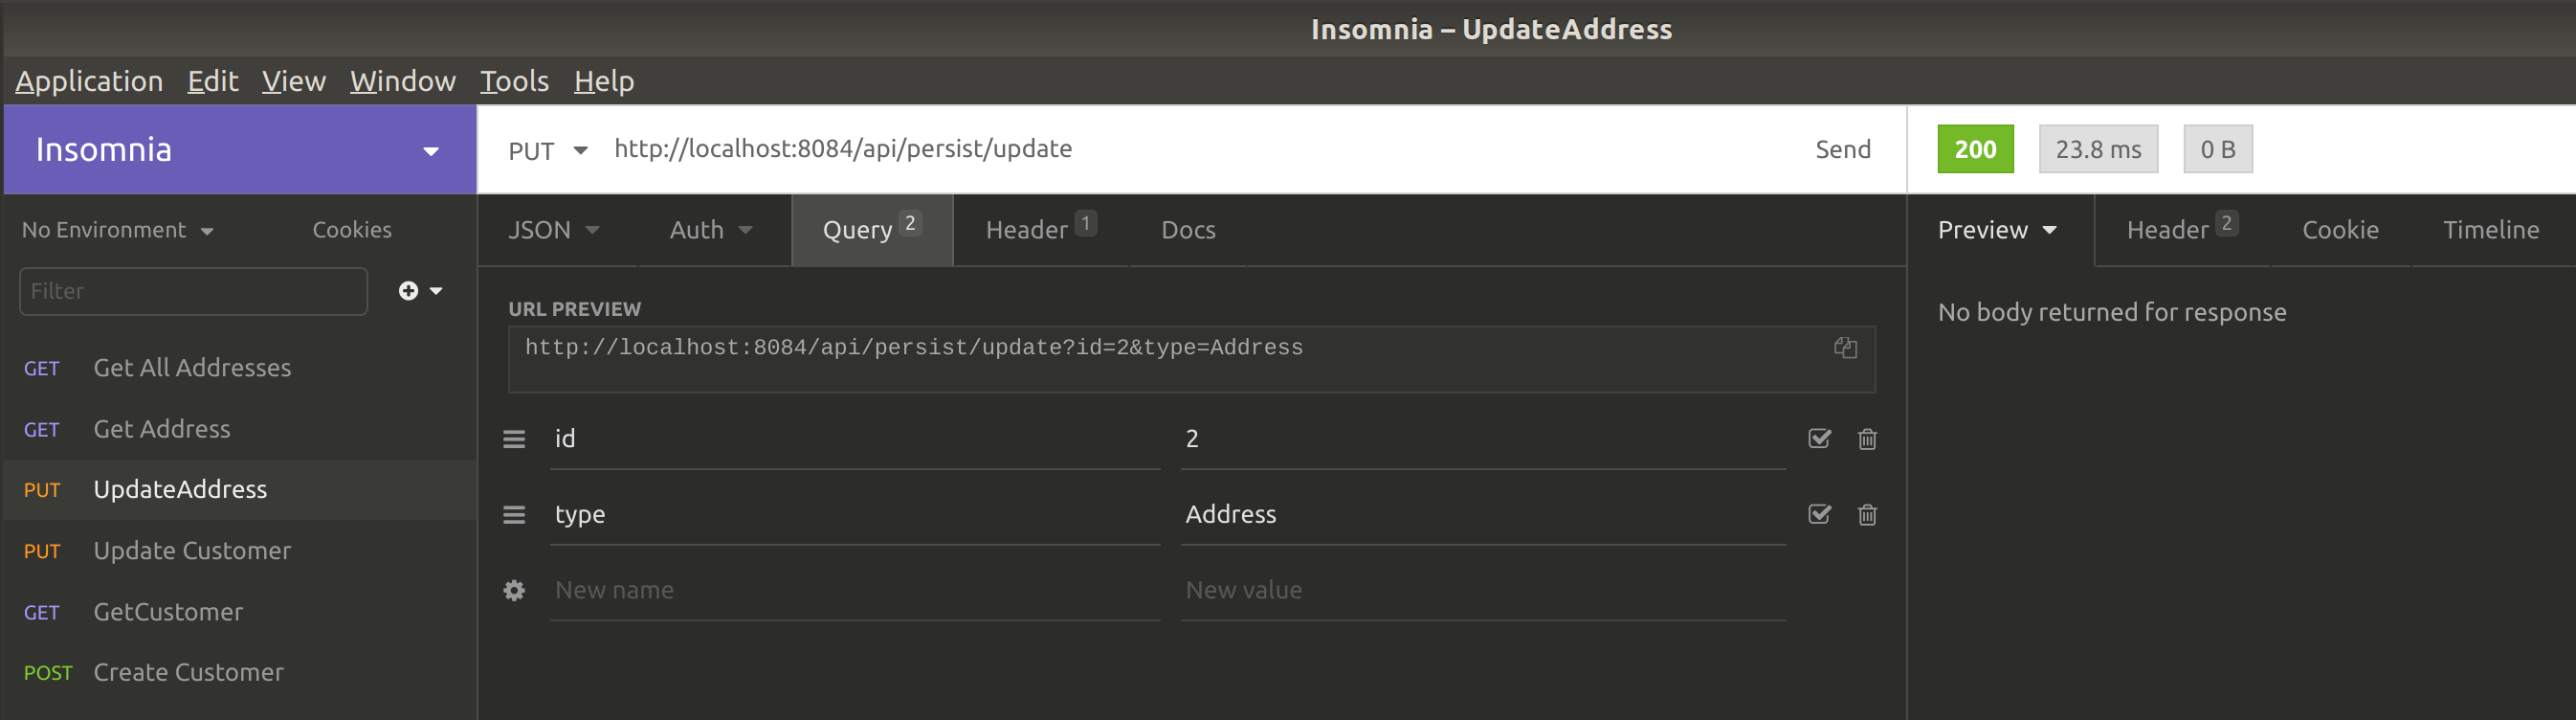 Insomnia – UpdateAddress
Application Edit View Window Tools Help
Insomnia
PUT http://localhost:8084/api/persist/update Send
200 23.8 ms 0 B
No Environment Cookies
Filter
GET Get All Addresses
GET Get Address
PUT UpdateAddress
PUT Update Customer
GET GetCustomer
POST Create Customer
JSON Auth Query 2 Header 1 Docs
URL PREVIEW
http://localhost:8084/api/persist/update?id=2&type=Address
id 2
type Address
New name New value
Preview Header 2 Cookie Timeline
No body returned for response